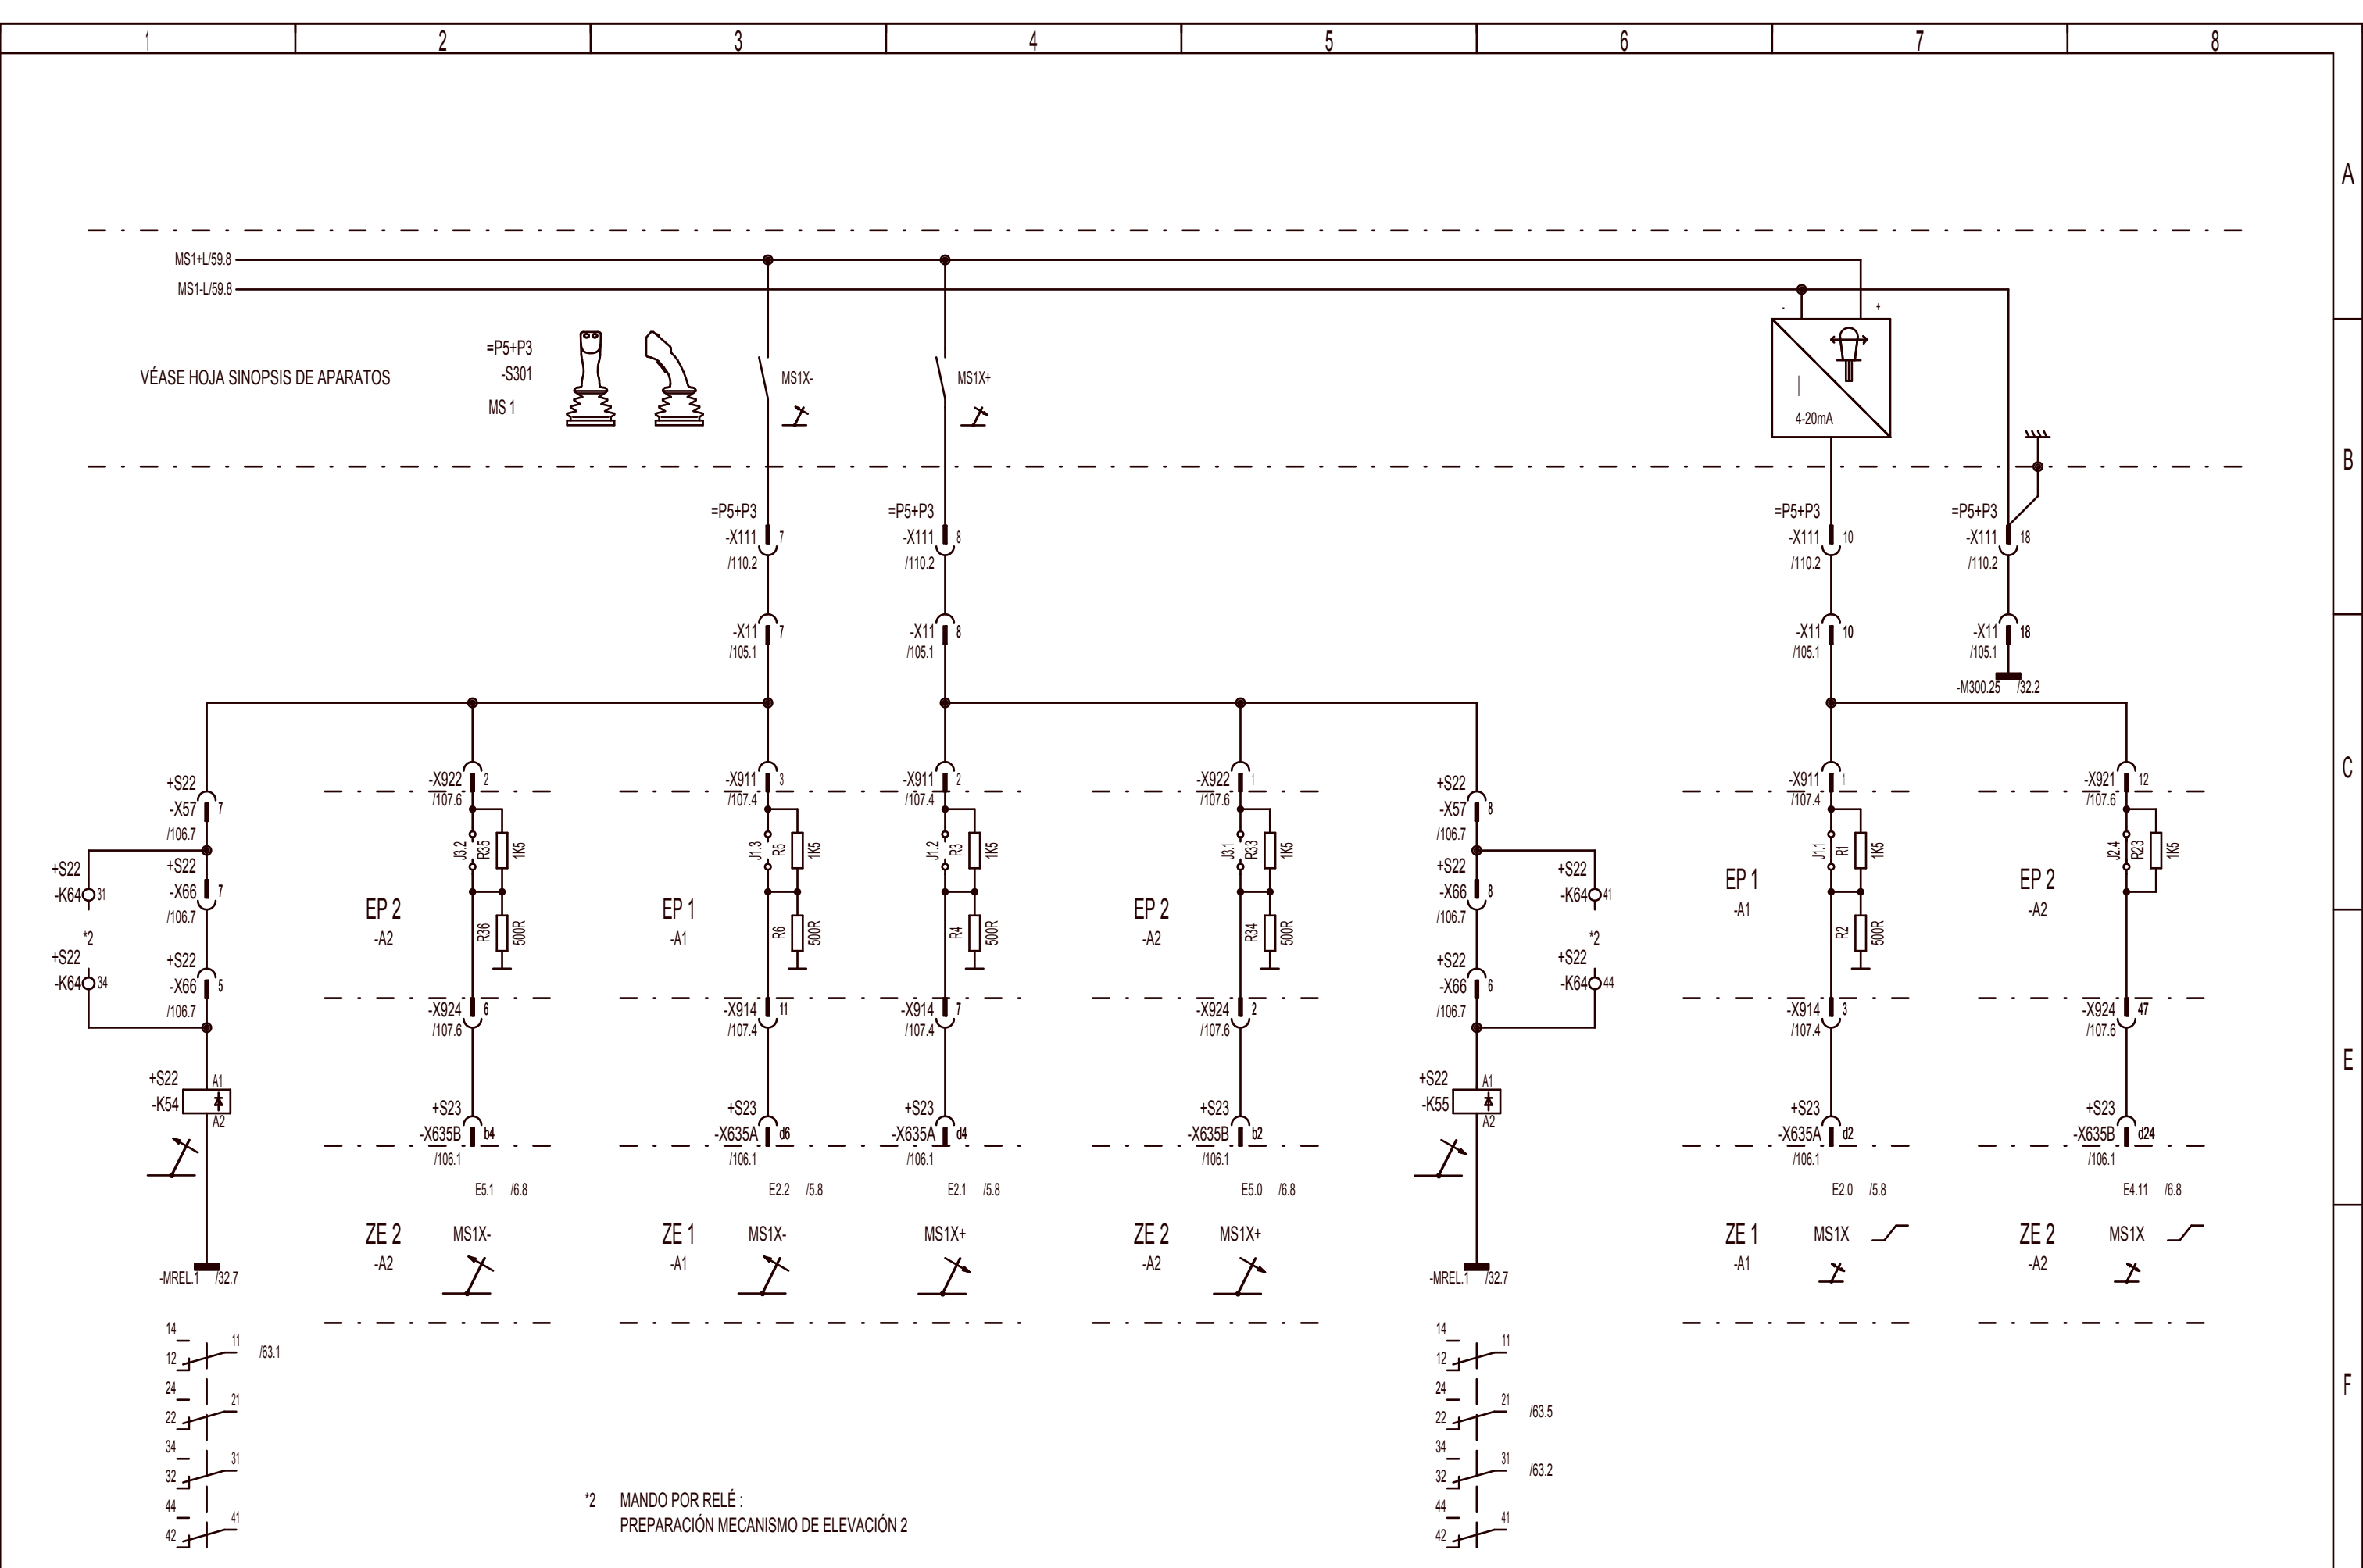 1 2 3 4 5 6 7 8
A
MS1+L/59.8
MS1-L/59.8
- +
=P5+P3
-S301
MS 1
VÉASE HOJA SINOPSIS DE APARATOS
MS1X-
MS1X+
I
4-20mA
B
=P5+P3 =P5+P3 =P5+P3 =P5+P3
-X111 7 -X111 8 -X111 10 -X111 18
/110.2 /110.2 /110.2 /110.2
-X11 7 -X11 8 -X11 10 -X11 18
/105.1 /105.1 /105.1 /105.1
-M300.25 /32.2
C
+S22 -X922 2 -X911 3 -X911 2 -X922 1 +S22 -X911 1 -X921 12
-X57 7 /107.6 /107.4 /107.4 /107.6 -X57 8 /107.4 /107.6
/106.7 /106.7
J3.2 R35 1K5 J1.3 R5 1K5 J1.2 R3 1K5 J3.1 R33 1K5 J1.1 R1 1K5 J2.4 R23 1K5
+S22 +S22 +S22 +S22
-K64 31 -X66 7 -X66 8 -K64 41
/106.7 /106.7
EP 2 EP 1 EP 2 EP 1 EP 2
-A2 -A1 -A2 -A1 -A2
R36 500R R6 500R R4 500R R34 500R R2 500R
*2 *2
+S22 +S22 +S22 +S22
-K64 34 -X66 5 -X66 6 -K64 44
/106.7 /106.7
-X924 6 -X914 11 -X914 7 -X924 2 -X914 3 -X924 47
/107.6 /107.4 /107.4 /107.6 /107.4 /107.6
E
+S22 A1 +S22 A1
-K54 A2 -K55 A2
+S23 +S23 +S23 +S23 +S23 +S23
-X635B b4 -X635A d6 -X635A d4 -X635B b2 -X635A d2 -X635B d24
/106.1 /106.1 /106.1 /106.1 /106.1 /106.1
E5.1 /6.8 E2.2 /5.8 E2.1 /5.8 E5.0 /6.8 E2.0 /5.8 E4.11 /6.8
ZE 2 MS1X- ZE 1 MS1X- MS1X+ ZE 2 MS1X+ ZE 1 MS1X ZE 2 MS1X
-A2 -A1 -A2 -A1 -A2
-MREL.1 /32.7 -MREL.1 /32.7
F
14 11 14 11
12 /63.1 12
24 21 24 21
22 22 /63.5
34 31 34 31
32 32 /63.2
44 41 44 41
42 42
*2 MANDO POR RELÉ :
PREPARACIÓN MECANISMO DE ELEVACIÓN 2